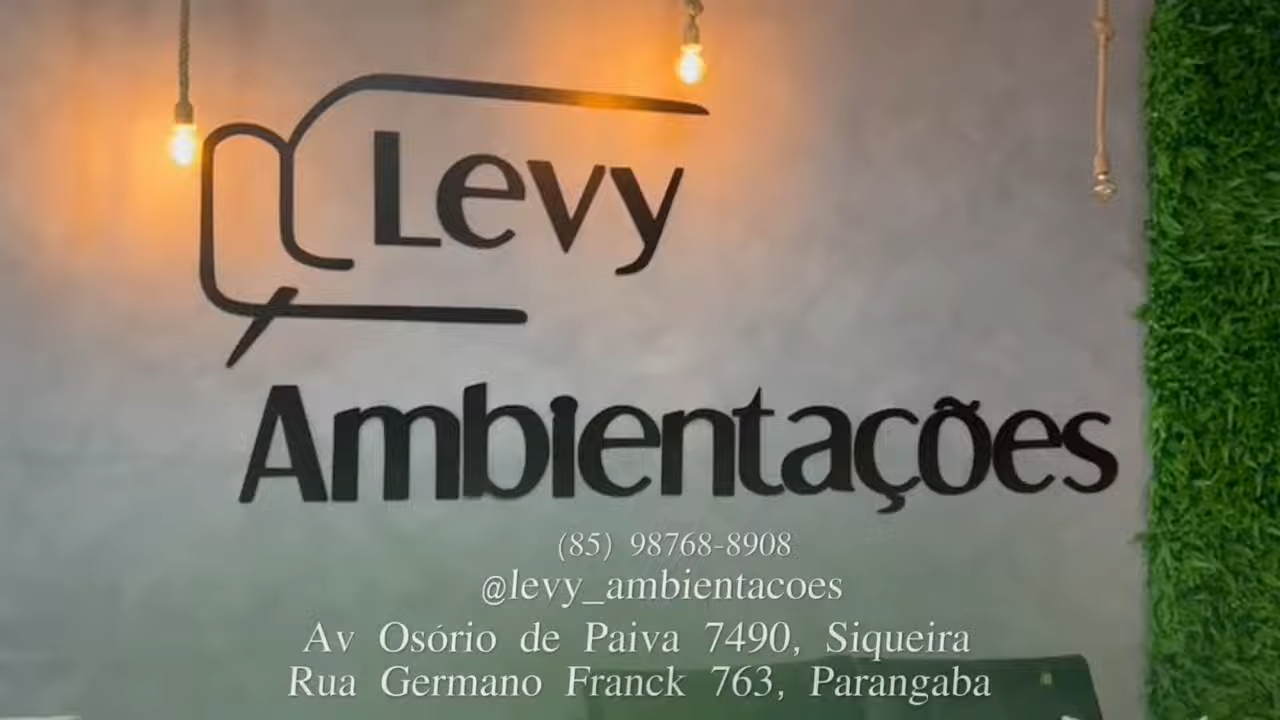 Levy
Ambientações
(85) 98768-8908
@levy_ambientacoes
Av Osório de Paiva 7490, Siqueira
Rua Germano Franck 763, Parangaba